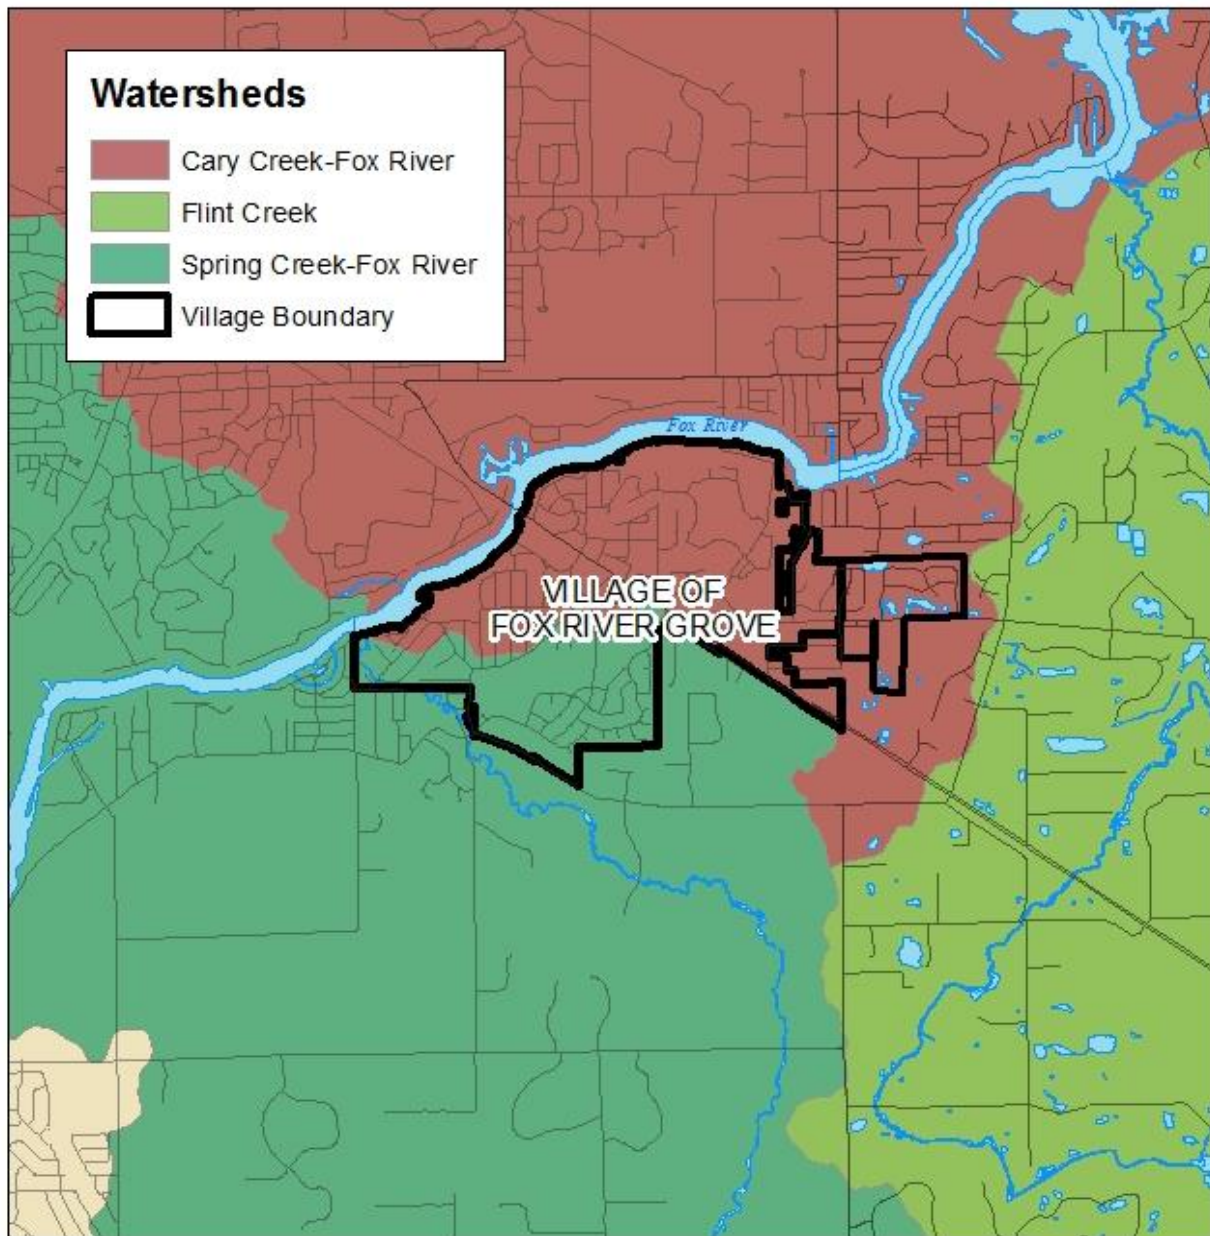 Watersheds
Cary Creek-Fox River
Flint Creek
Spring Creek-Fox River
Village Boundary
Fox River
VILLAGE OF
FOX RIVER GROVE